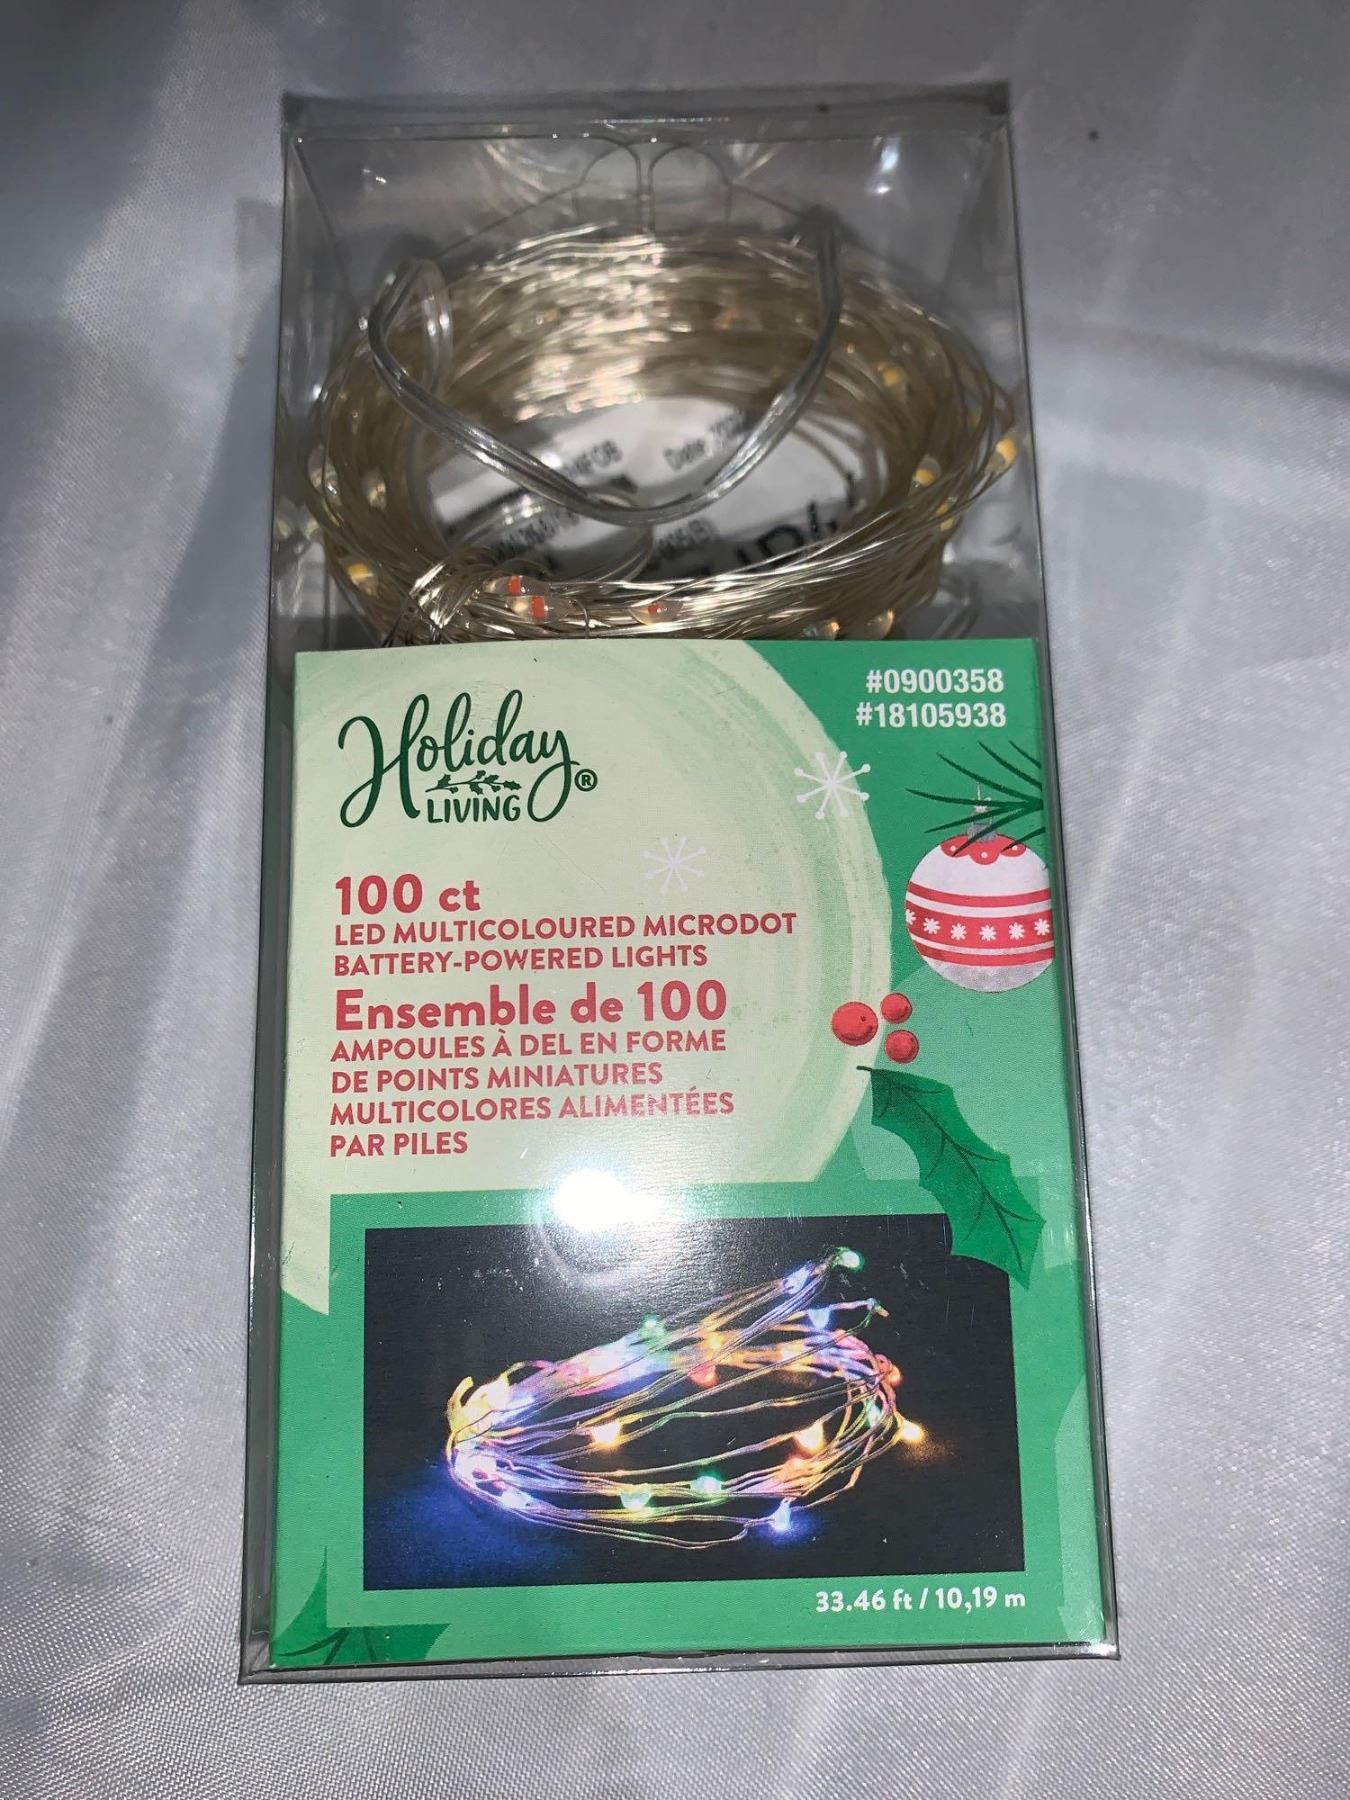 #0900358
#18105938
Holiday
LIVING®
100 ct
LED MULTICOLOURED MICRODOT
BATTERY-POWERED LIGHTS
Ensemble de 100
AMPOULES À DEL EN FORME
DE POINTS MINIATURES
MULTICOLORES ALIMENTÉES
PAR PILES
33.46 ft / 10,19 m